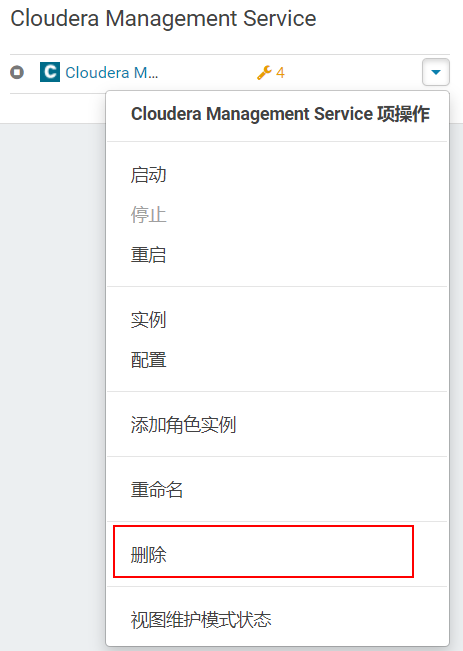 Cloudera Management Service
C Cloudera M... 4
Cloudera Management Service 项操作
启动
停止
重启
实例
配置
添加角色实例
重命名
删除
视图维护模式状态